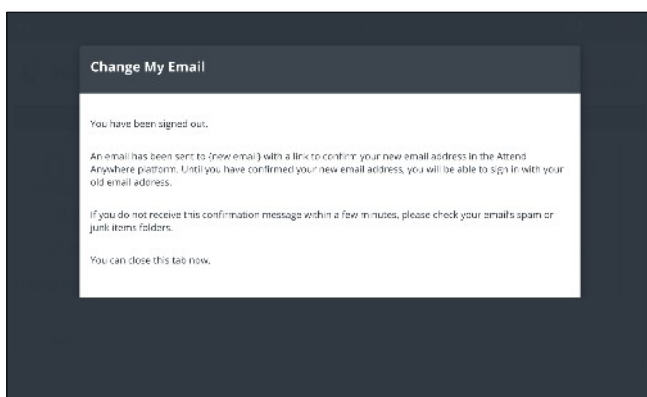 Change My Email
You have been signed out.
An email has been sent to {new email} with a link to confirm your new email address in the Attend
Anywhere platform. Until you have confirmed your new email address, you will be able to sign in with your
old email address.
If you do not receive this confirmation message within a few minutes, please check your email's spam or
junk items folders.
You can close this tab now.